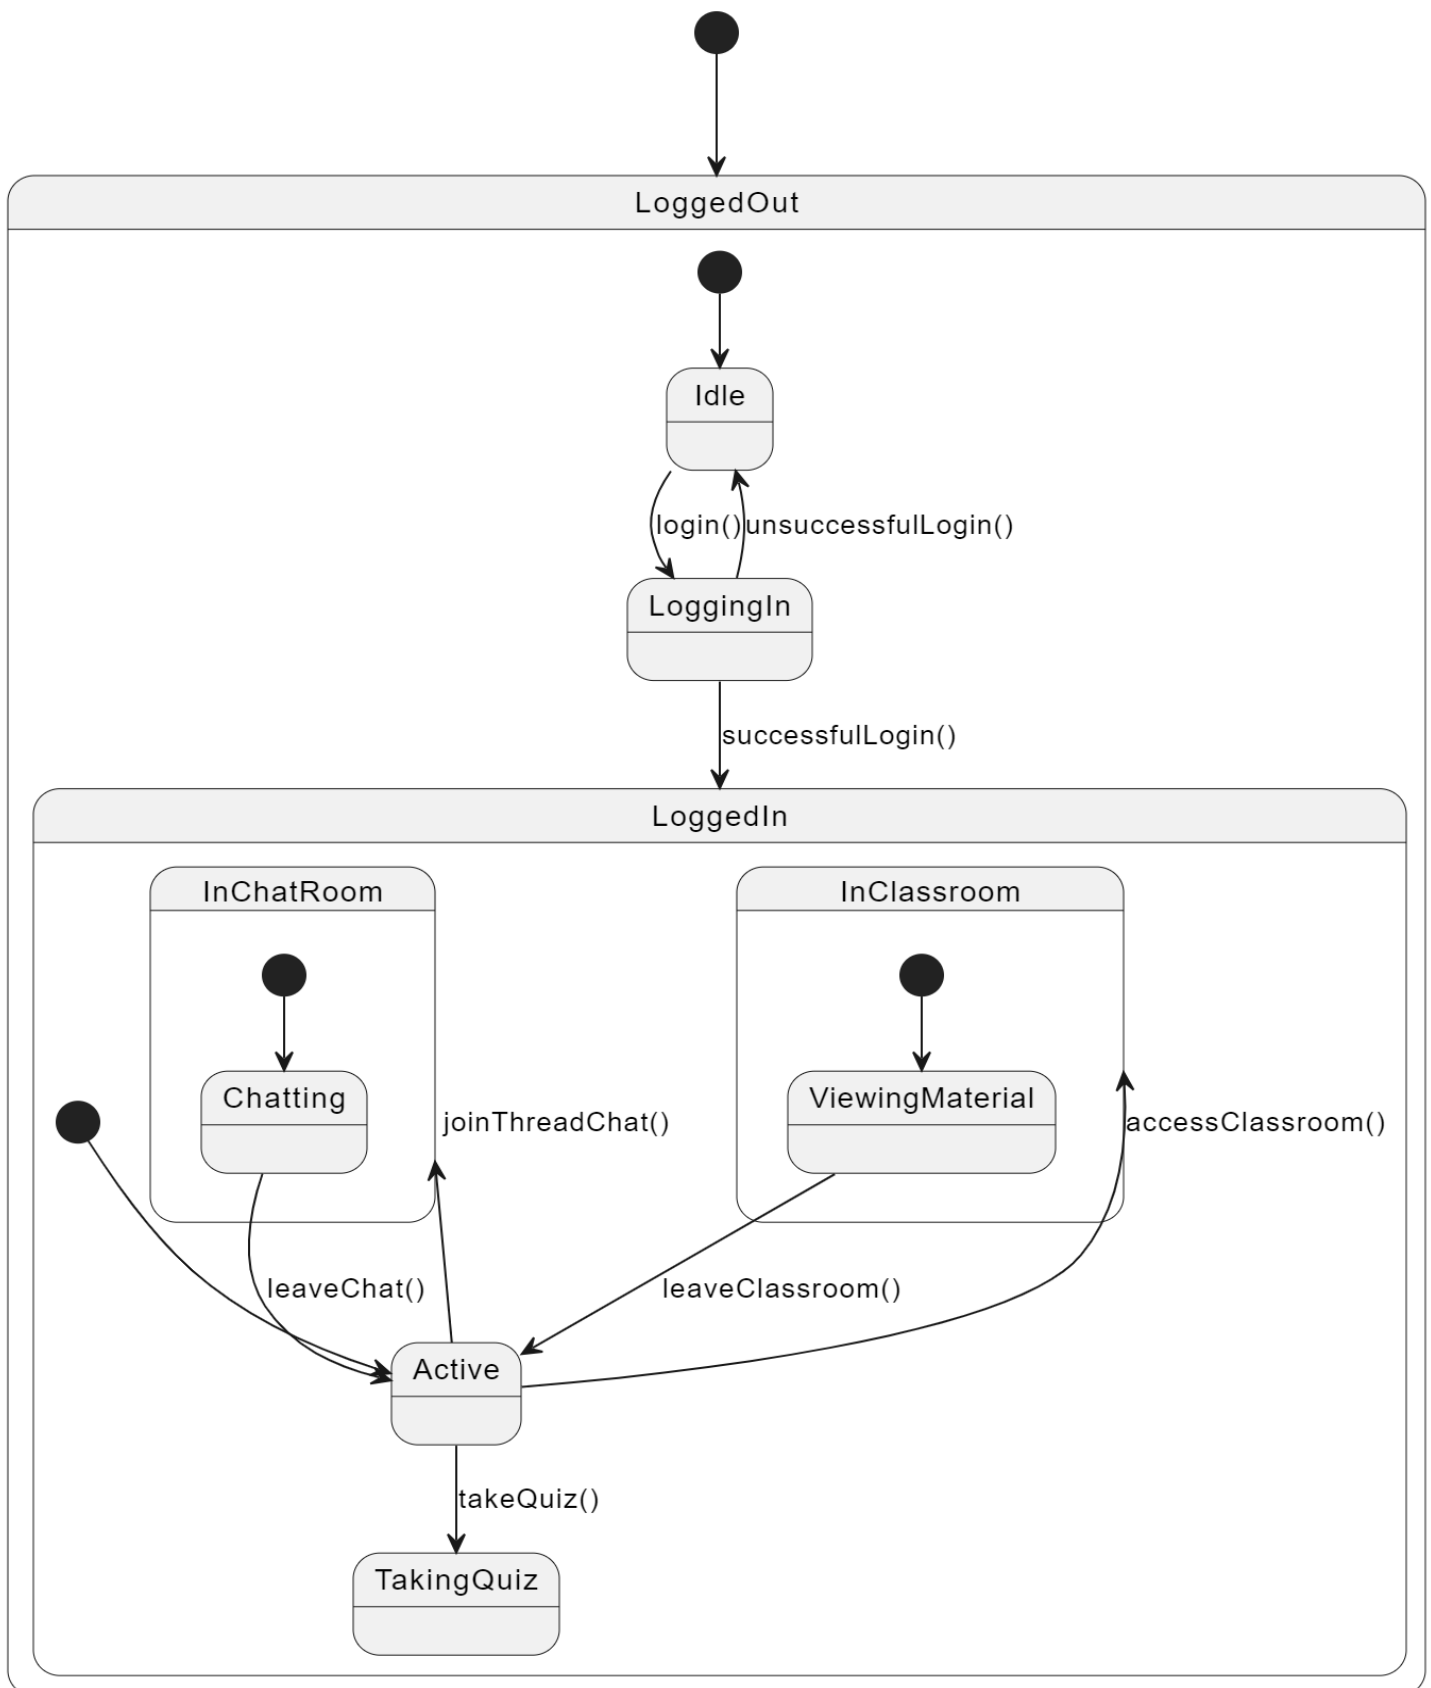 LoggedOut
Idle
login()
unsuccessfulLogin()
LoggingIn
successfulLogin()
LoggedIn
InChatRoom
InClassroom
Chatting
ViewingMaterial
joinThreadChat()
accessClassroom()
leaveChat()
leaveClassroom()
Active
takeQuiz()
TakingQuiz